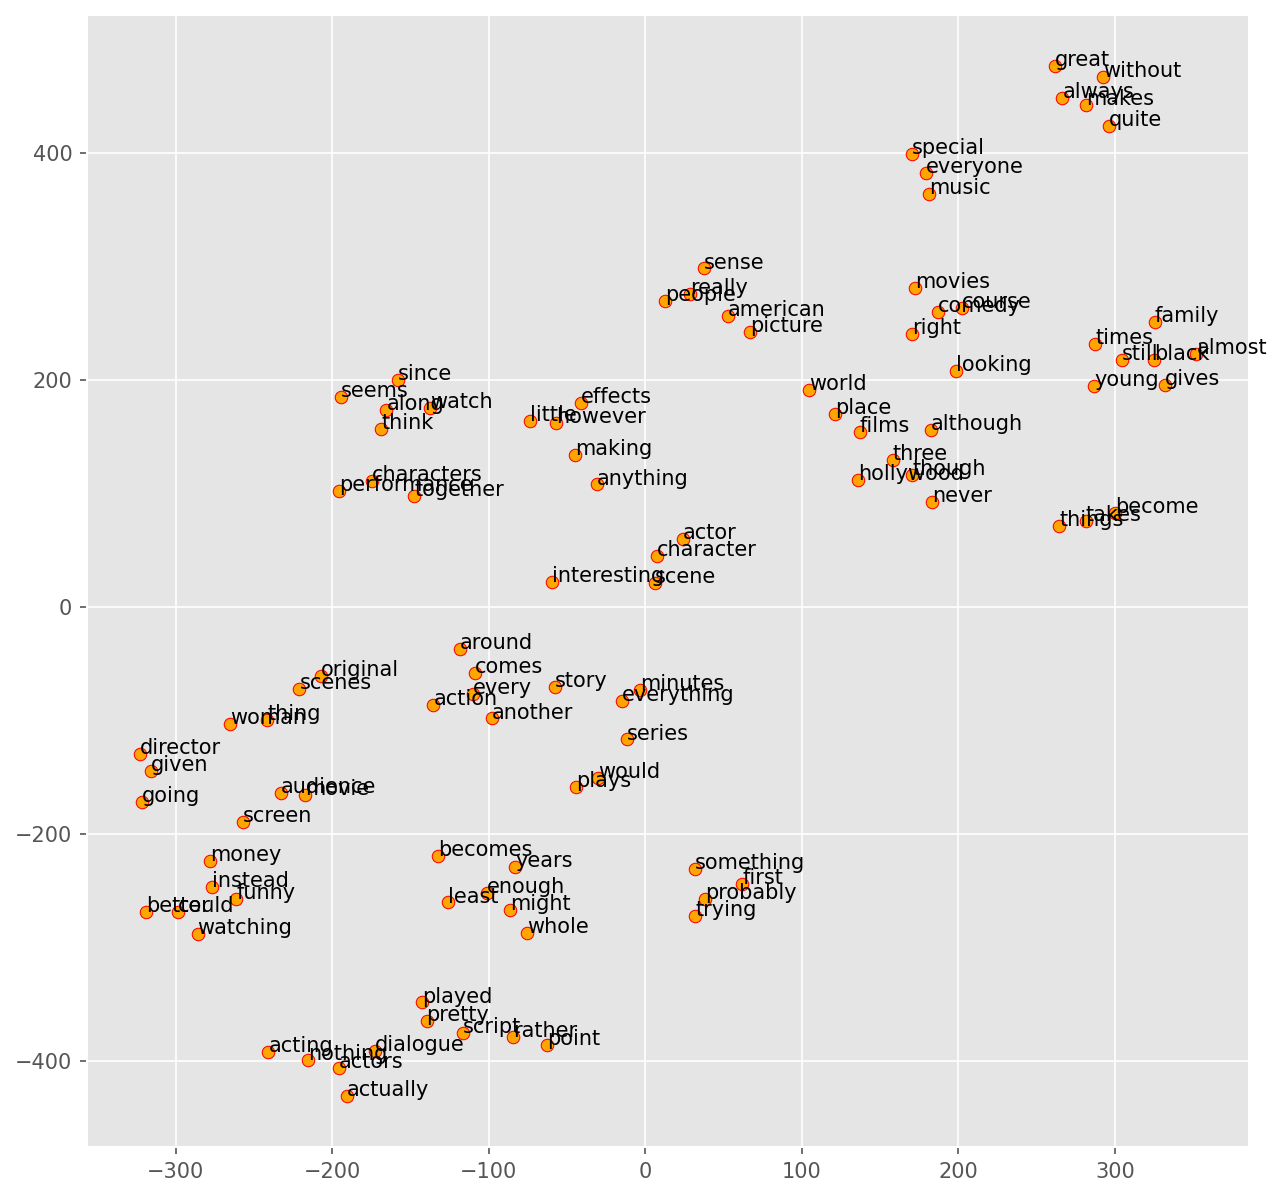 great
without
always
makes
quite
400
special
everyone
music
sense
really
people
american
picture
movies
course
comedy
right
looking
family
times
almost
still
black
young
gives
200
since
seems
along
watch
think
effects
little
however
making
anything
characters
performance
together
world
place
films
although
three
though
hollywood
never
become
takes
things
actor
character
interesting
scene
0
around
original
comes
scenes
story
minutes
every
everything
action
another
woman
thing
series
director
given
going
would
plays
audience
movie
screen
−200
money
instead
funny
better
could
watching
becomes
years
enough
least
might
whole
something
first
probably
trying
played
pretty
script
rather
point
−400
acting
dialogue
nothing
actors
actually
−300 −200 −100 0 100 200 300